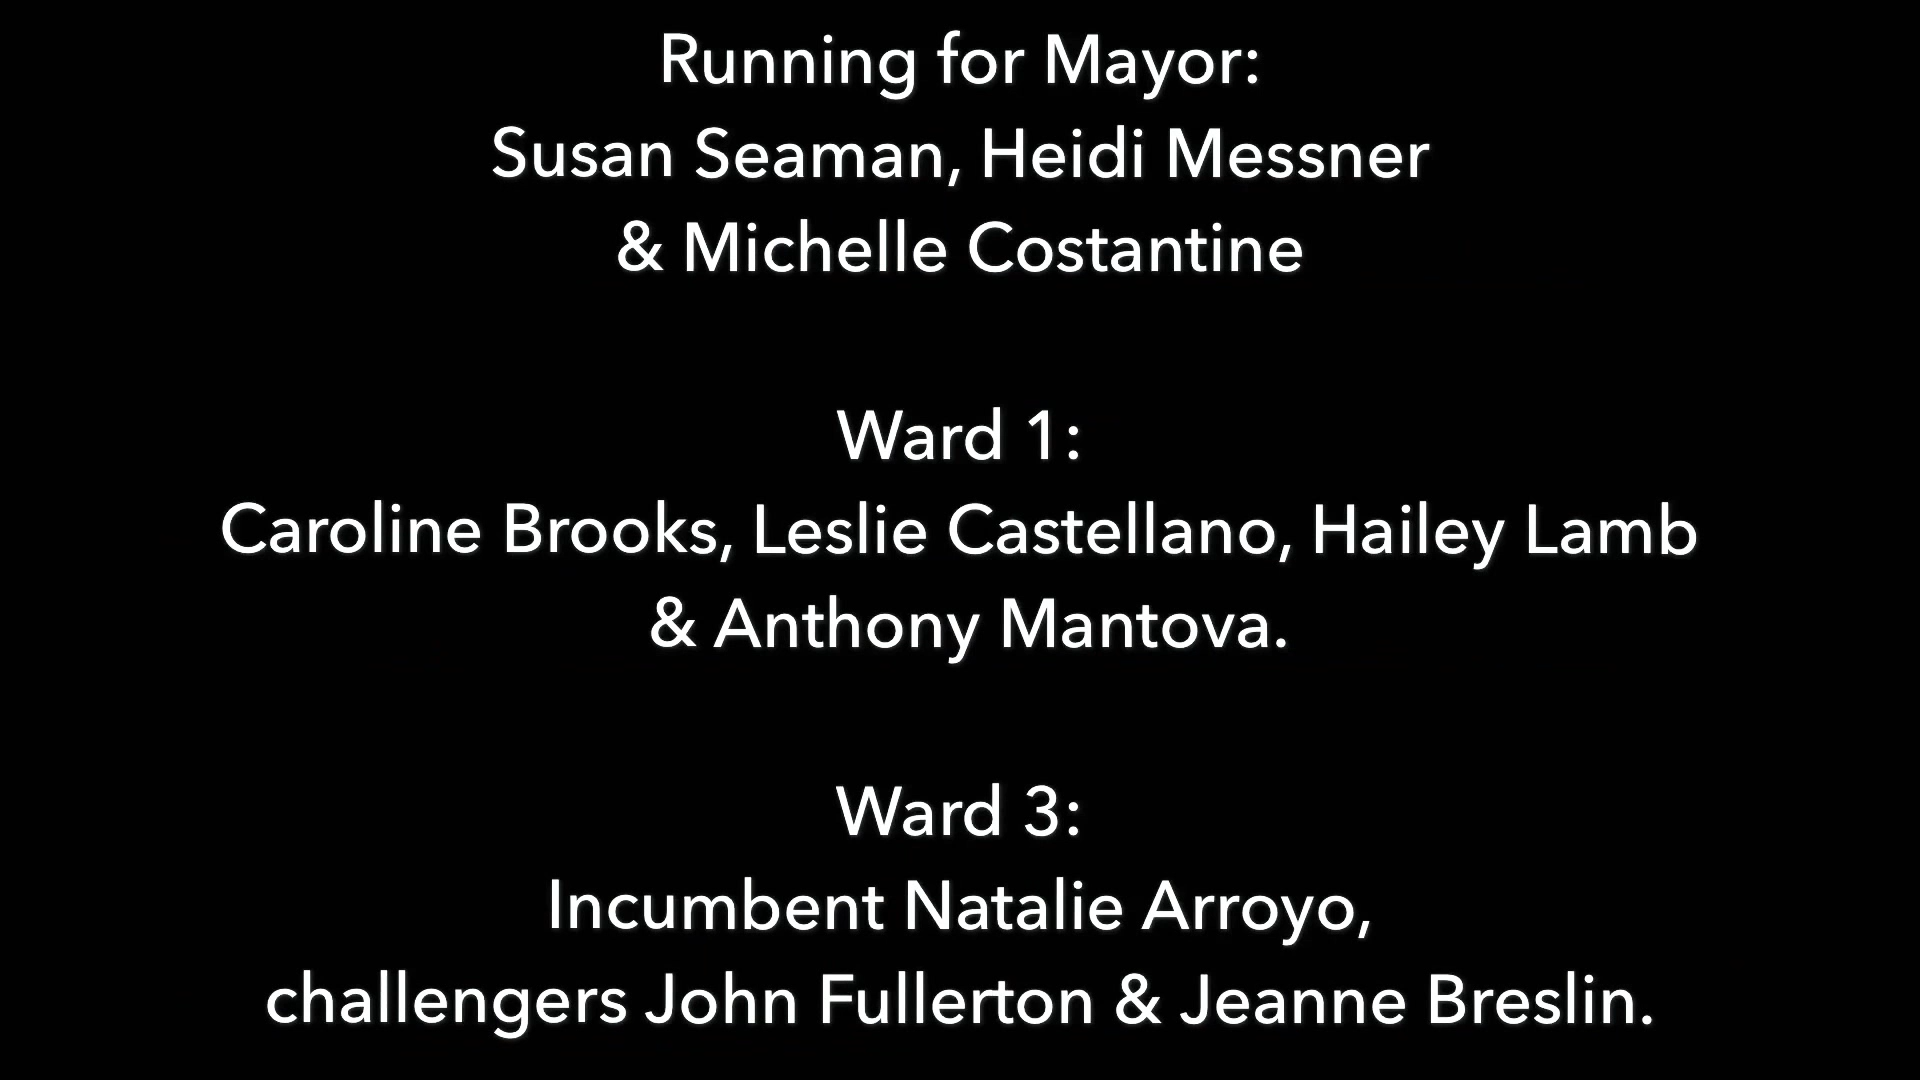 Running for Mayor:
Susan Seaman, Heidi Messner
& Michelle Costantine
Ward 1:
Caroline Brooks, Leslie Castellano, Hailey Lamb
& Anthony Mantova.
Ward 3:
Incumbent Natalie Arroyo,
challengers John Fullerton & Jeanne Breslin.